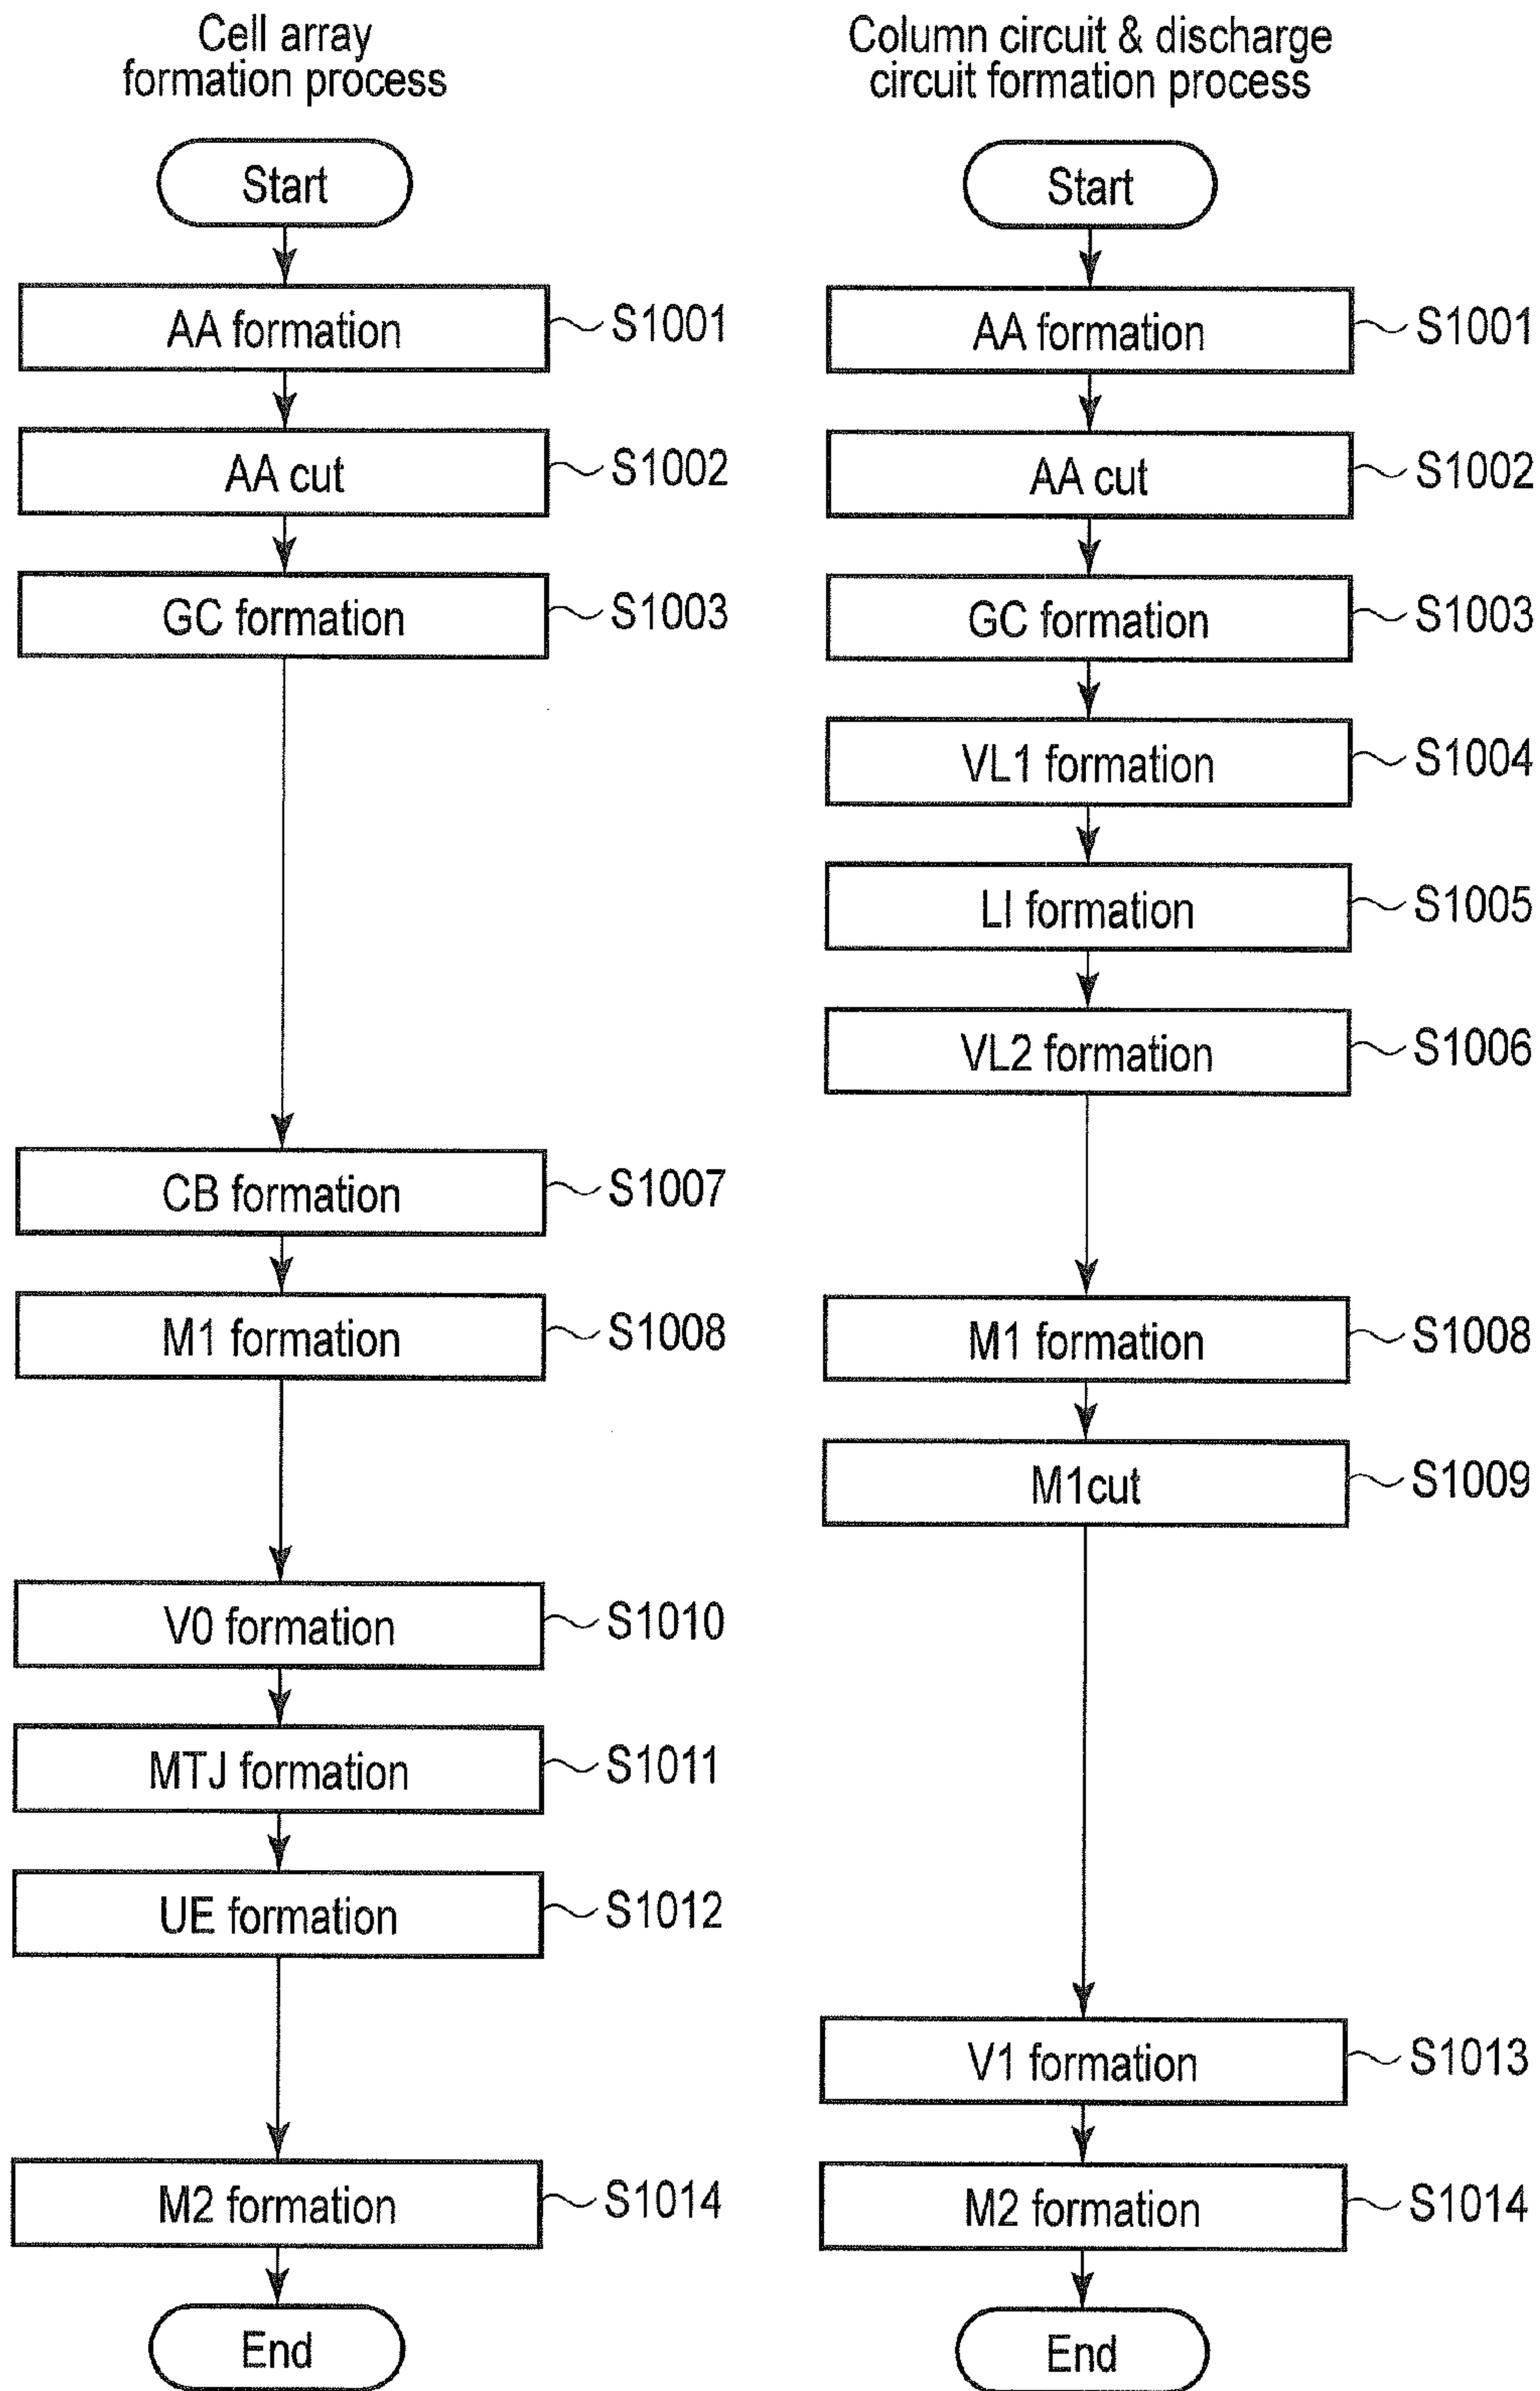 Cell array
formation process
Start
AA formation
S1001
AA cut
S1002
GC formation
S1003
CB formation
S1007
M1 formation
S1008
V0 formation
S1010
MTJ formation
S1011
UE formation
S1012
M2 formation
S1014
End
Column circuit & discharge
circuit formation process
Start
AA formation
S1001
AA cut
S1002
GC formation
S1003
VL1 formation
S1004
LI formation
S1005
VL2 formation
S1006
M1 formation
S1008
M1cut
S1009
V1 formation
S1013
M2 formation
S1014
End